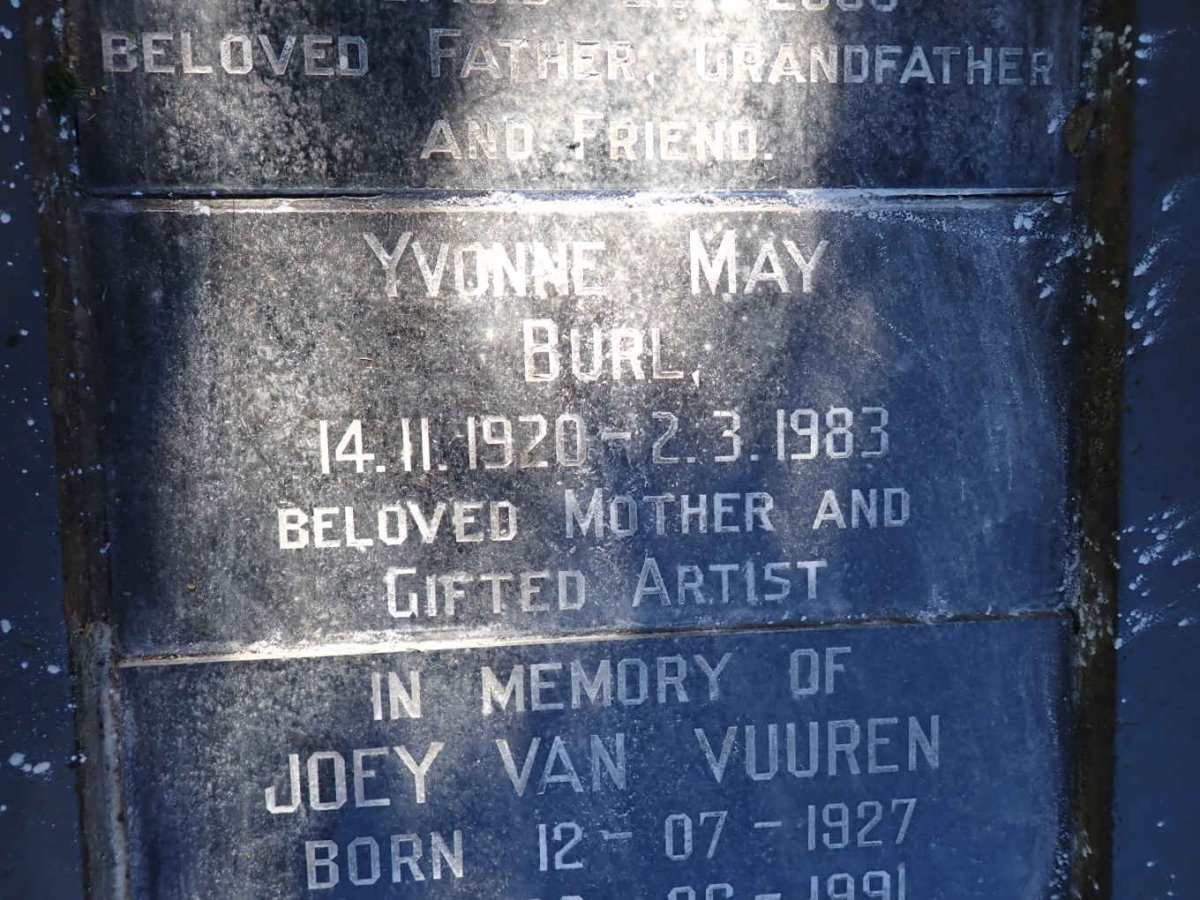 BELOVED FATHER, GRANDFATHER
AND FRIEND.
YVONNE MAY
BURL,
14.11.1920 - 2.3.1983
BELOVED MOTHER AND
GIFTED ARTIST
IN MEMORY OF
JOEY VAN VUUREN
BORN 12 - 07 - 1927
1991